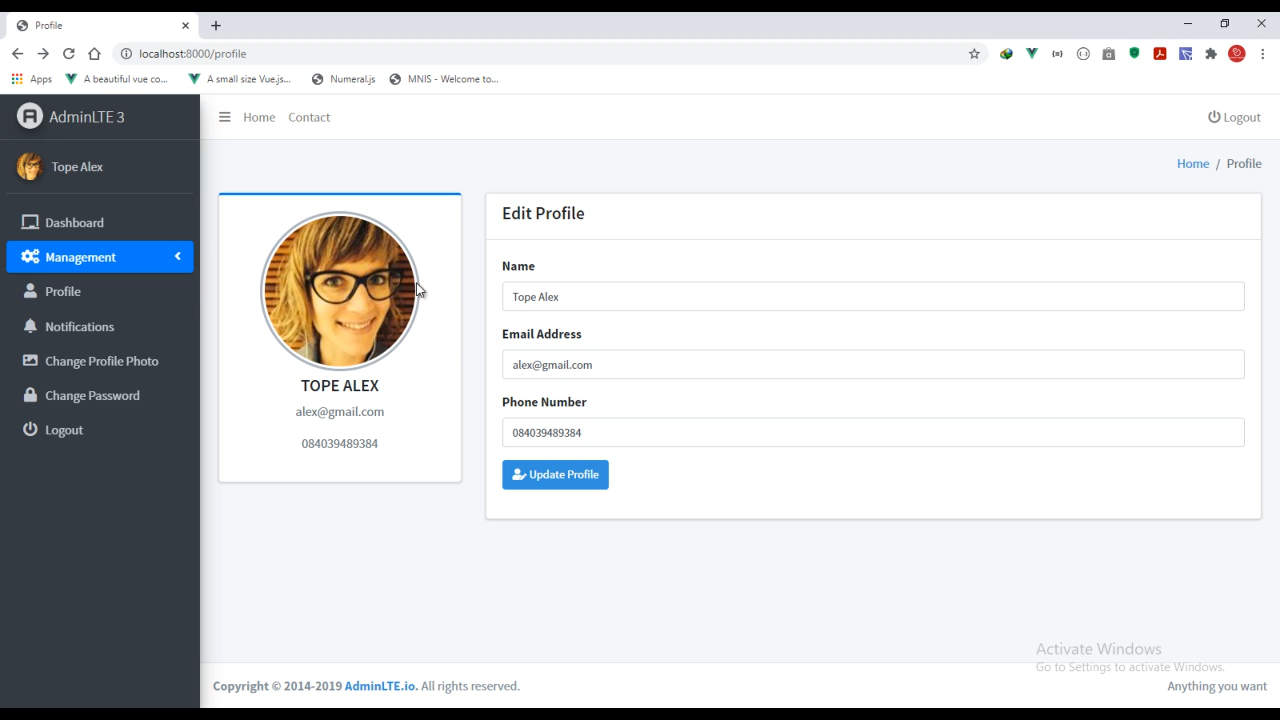 Profile
localhost:8000/profile
Apps
A beautiful vue co...
A small size Vue.js...
Numeral.js
MNIS - Welcome to...
AdminLTE 3
Home
Contact
Logout
Tope Alex
Home / Profile
Dashboard
Management
Profile
Notifications
Change Profile Photo
Change Password
Logout
TOPE ALEX
alex@gmail.com
084039489384
Edit Profile
Name
Tope Alex
Email Address
alex@gmail.com
Phone Number
084039489384
Update Profile
Activate Windows
Go to Settings to activate Windows.
Copyright © 2014-2019 AdminLTE.io. All rights reserved.
Anything you want